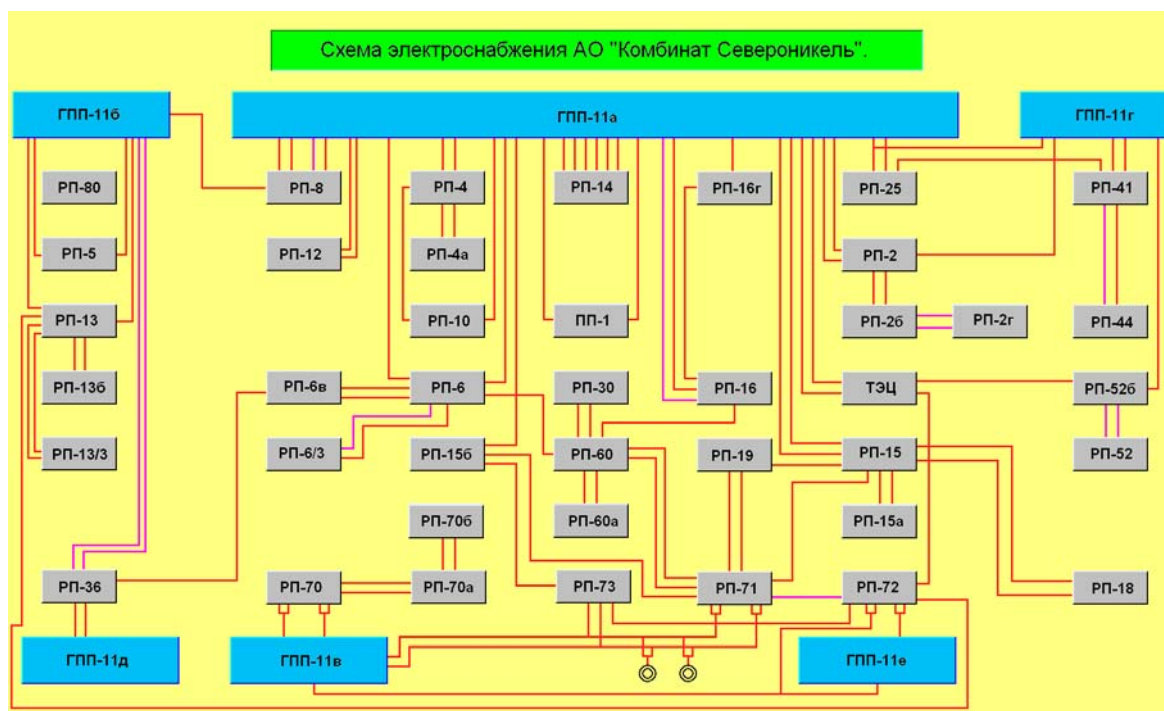 Схема электроснабжения АО "Комбинат Североникель".
ГПП-11б
ГПП-11а
ГПП-11г
РП-80
РП-8
РП-4
РП-14
РП-16г
РП-25
РП-41
РП-5
РП-12
РП-4а
РП-2
РП-13
РП-10
ПП-1
РП-2б
РП-2г
РП-44
РП-13б
РП-6в
РП-6
РП-30
РП-16
ТЭЦ
РП-52б
РП-13/3
РП-6/3
РП-15б
РП-60
РП-19
РП-15
РП-52
РП-70б
РП-60а
РП-15а
РП-36
РП-70
РП-70а
РП-73
РП-71
РП-72
РП-18
ГПП-11д
ГПП-11в
ГПП-11е